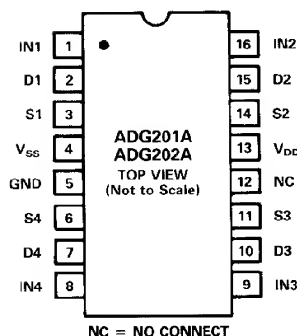 IN1 1 16 IN2
D1 2 15 D2
S1 3 14 S2
VSS 4 ADG201A 13 VDD
ADG202A
GND 5 TOP VIEW 12 NC
(Not to Scale)
S4 6 11 S3
D4 7 10 D3
IN4 8 9 IN3
NC = NO CONNECT